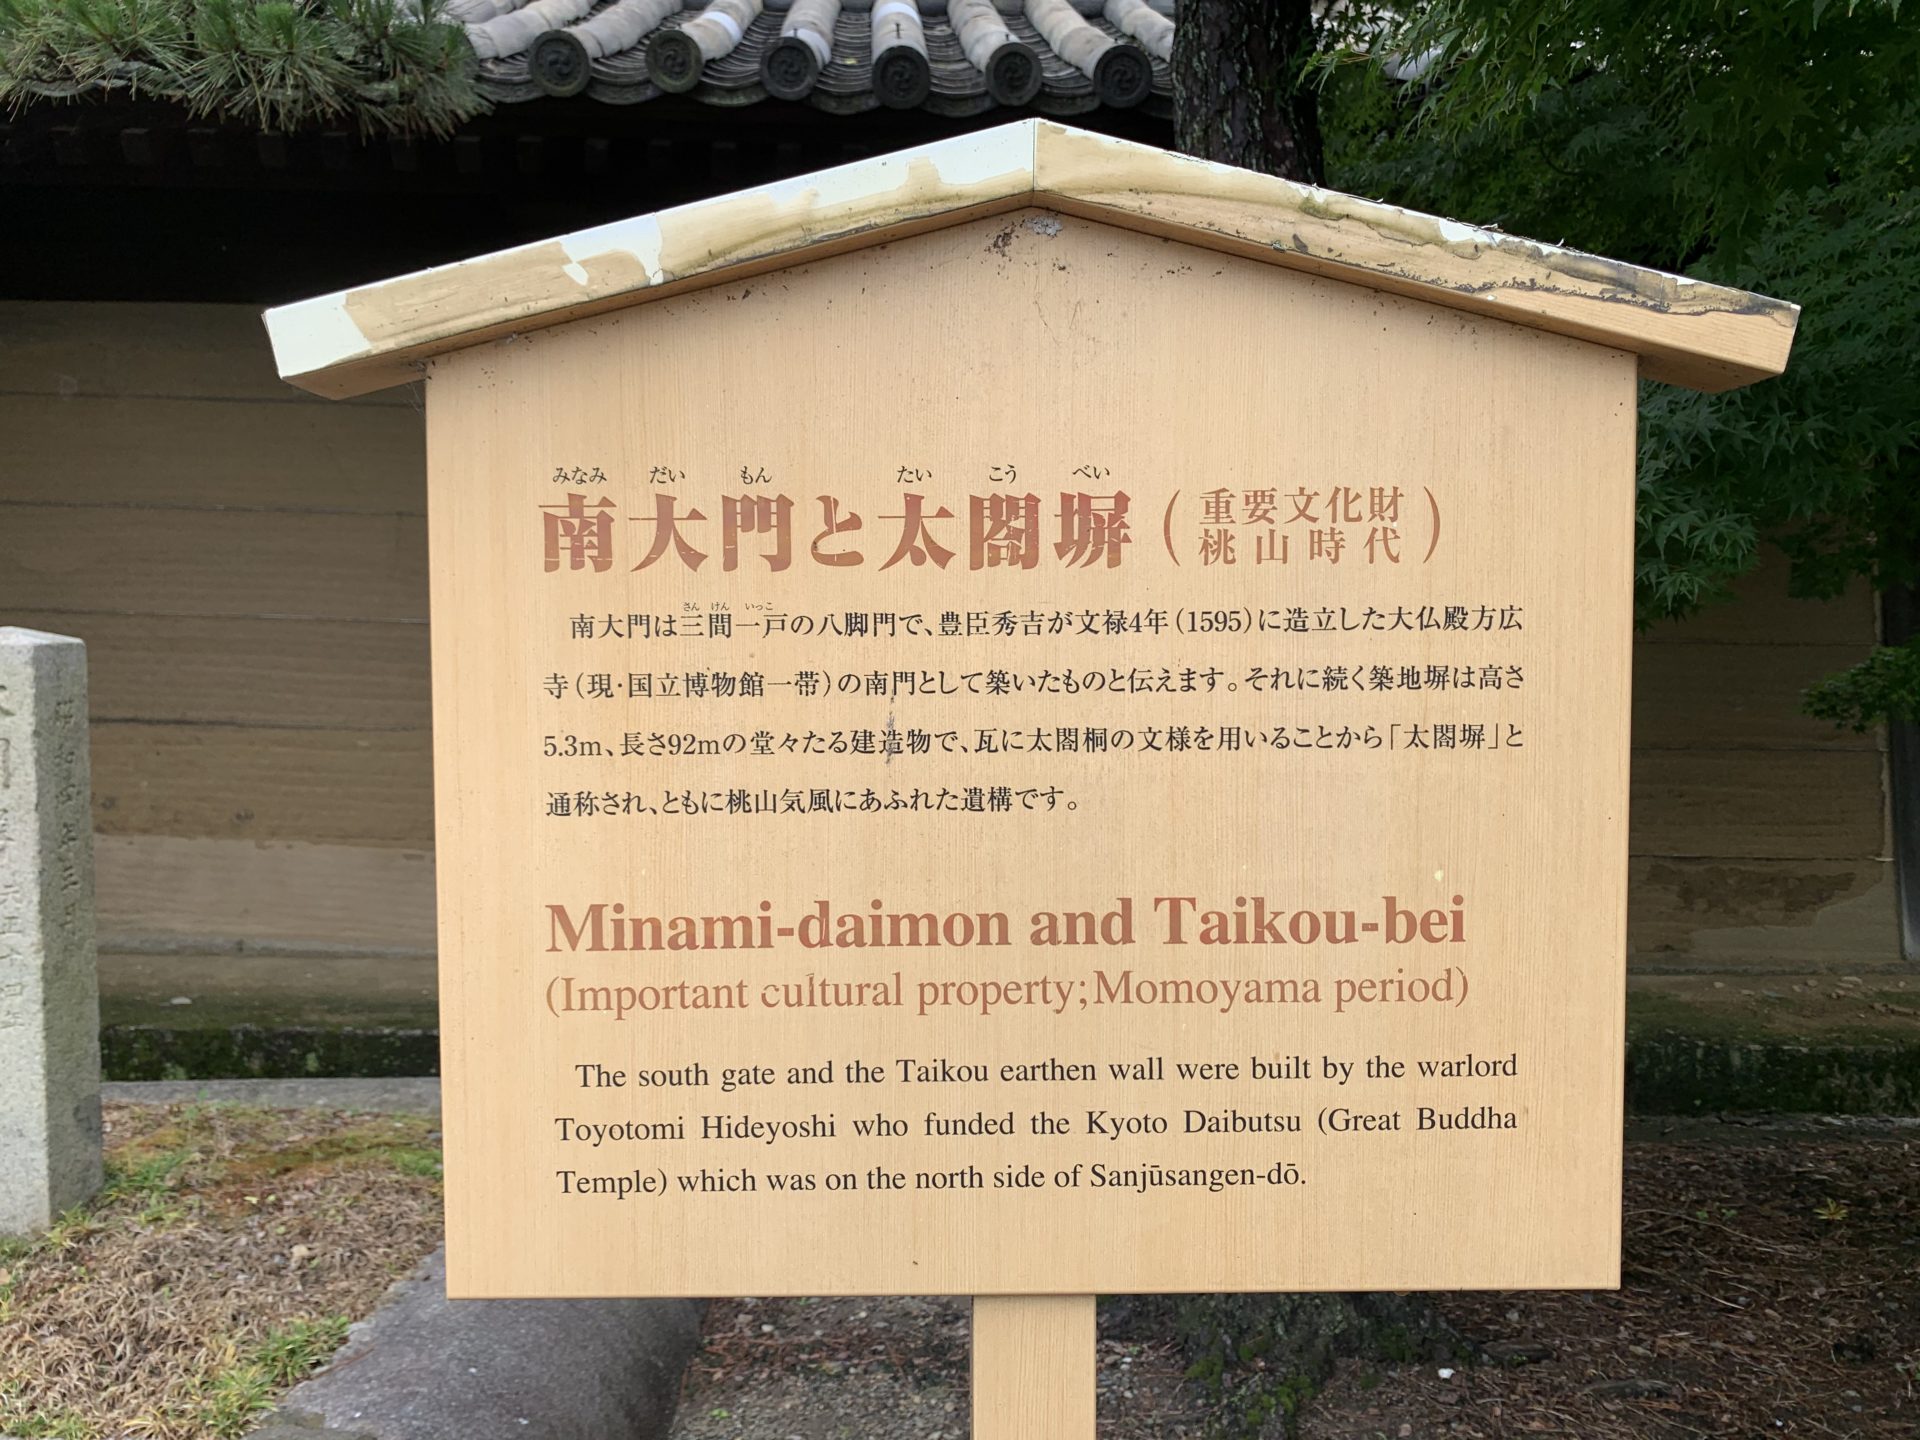 みなみ だい もん たい こう べい
南大門と太閤塀（重要文化財 桃山時代）
さん けん いっこ
南大門は三間一戸の八脚門で、豊臣秀吉が文禄4年（1595）に造立した大仏殿方広
寺（現・国立博物館一帯）の南門として築いたものと伝えます。それに続く築地塀は高さ
5.3m、長さ92mの堂々たる建造物で、瓦に太閤桐の文様を用いることから「太閤塀」と
通称され、ともに桃山気風にあふれた遺構です。
Minami-daimon and Taikou-bei
(Important cultural property;Momoyama period)
The south gate and the Taikou earthen wall were built by the warlord
Toyotomi Hideyoshi who funded the Kyoto Daibutsu (Great Buddha
Temple) which was on the north side of Sanjūsangen-dō.